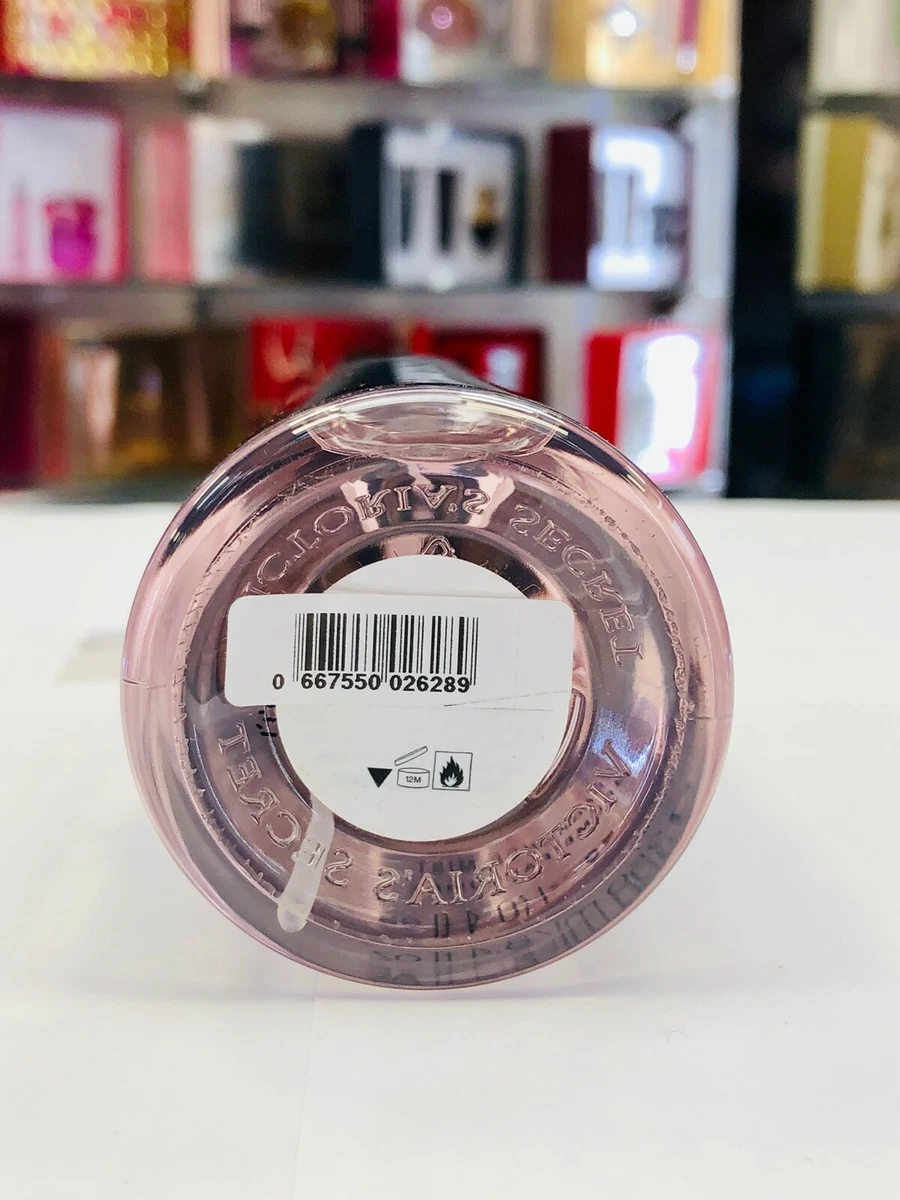 VICTORIA'S SECRET
0 667550 026289
12M
VICTORIA'S SECRET